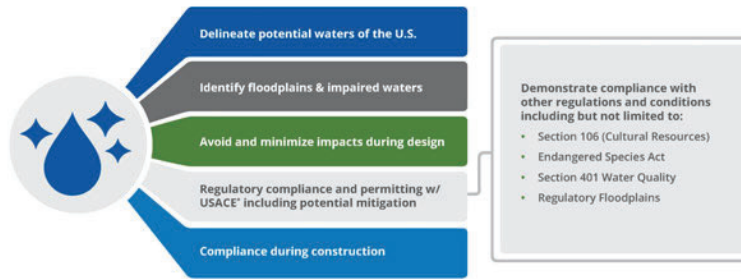 Delineate potential waters of the U.S.
Identify floodplains & impaired waters
Avoid and minimize impacts during design
Regulatory compliance and permitting w/
USACE* including potential mitigation
Compliance during construction
Demonstrate compliance with
other regulations and conditions
including but not limited to:
• Section 106 (Cultural Resources)
• Endangered Species Act
• Section 401 Water Quality
• Regulatory Floodplains